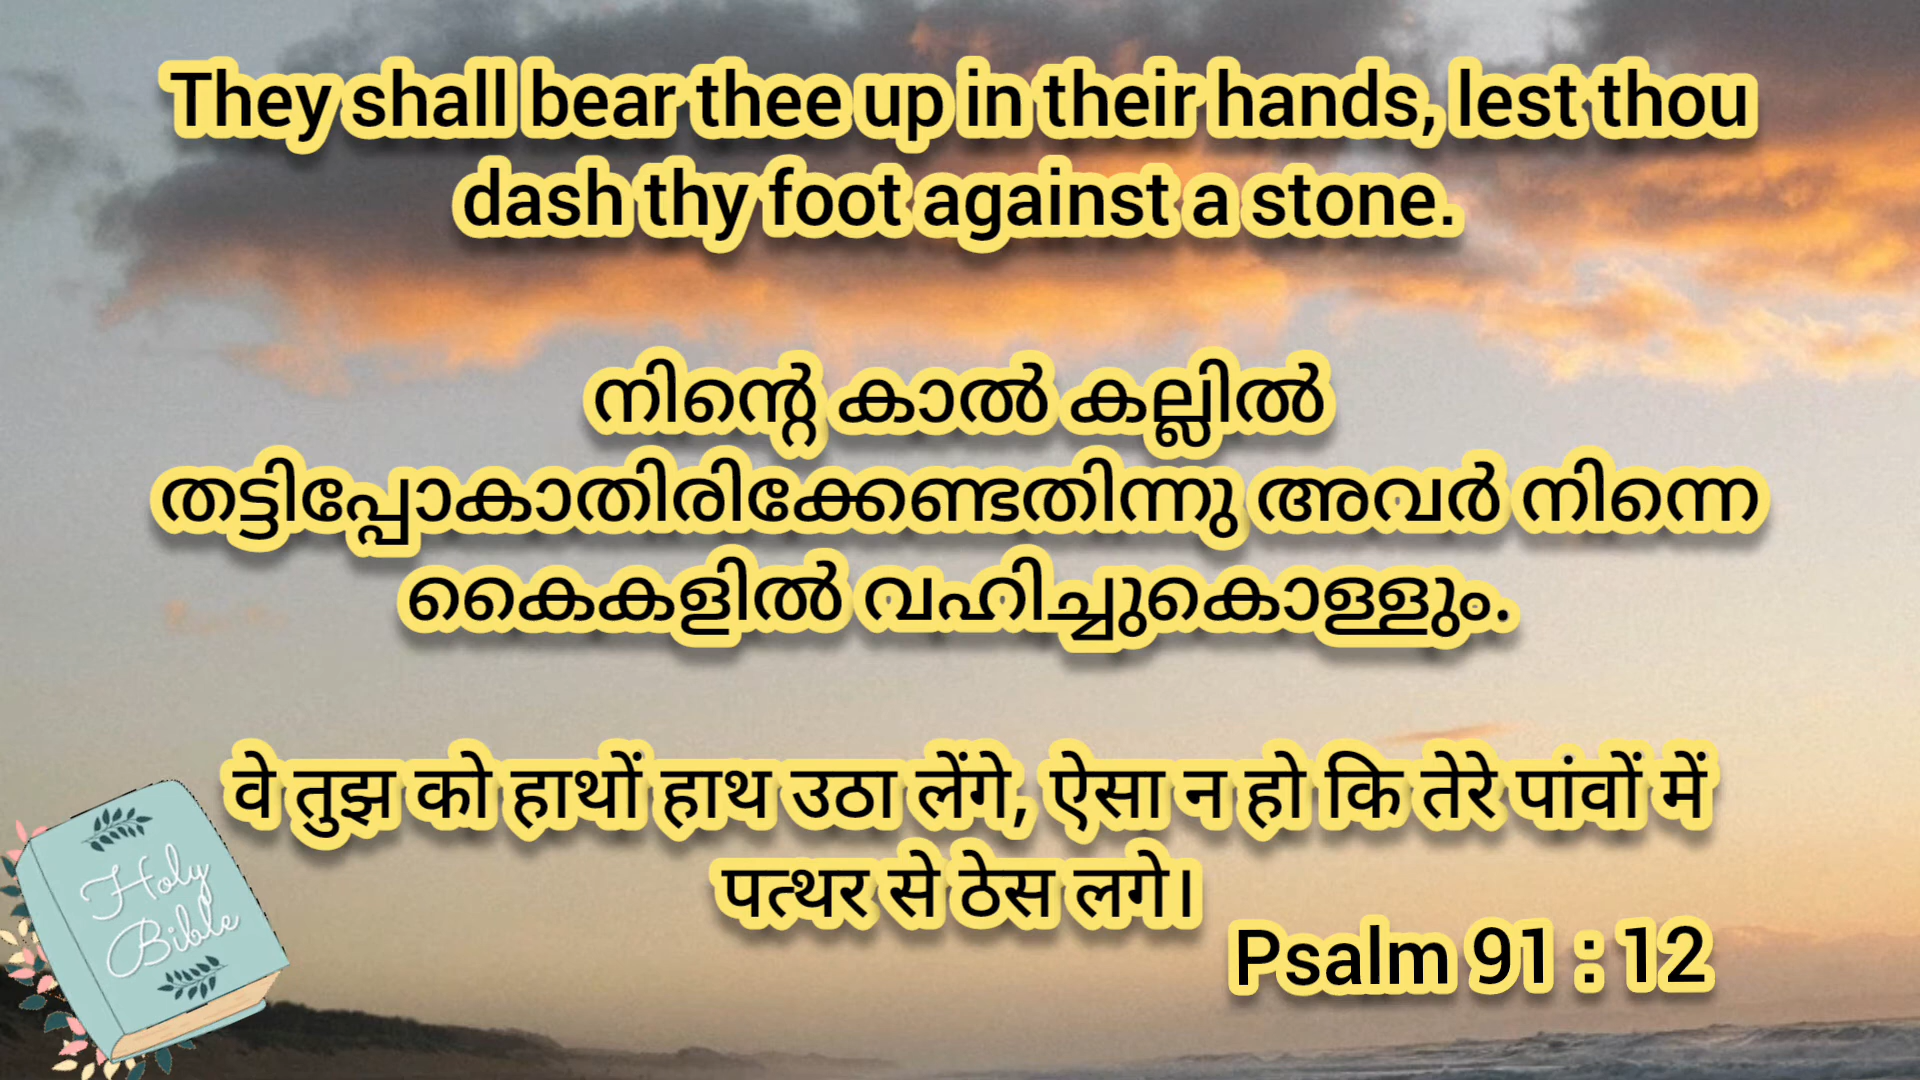 They shall bear thee up in their hands, lest thou
dash thy foot against a stone.
നിന്റെ കാൽ കല്ലിൽ
തട്ടിപ്പോകാതിരിക്കേണ്ടതിന്നു അവർ നിന്നെ
കൈകളിൽ വഹിച്ചുകൊള്ളും.
वे तुझ को हाथों हाथ उठा लेंगे, ऐसा न हो कि तेरे पांवों में
पत्थर से ठेस लगे।
Psalm 91 : 12
Holy
Bible